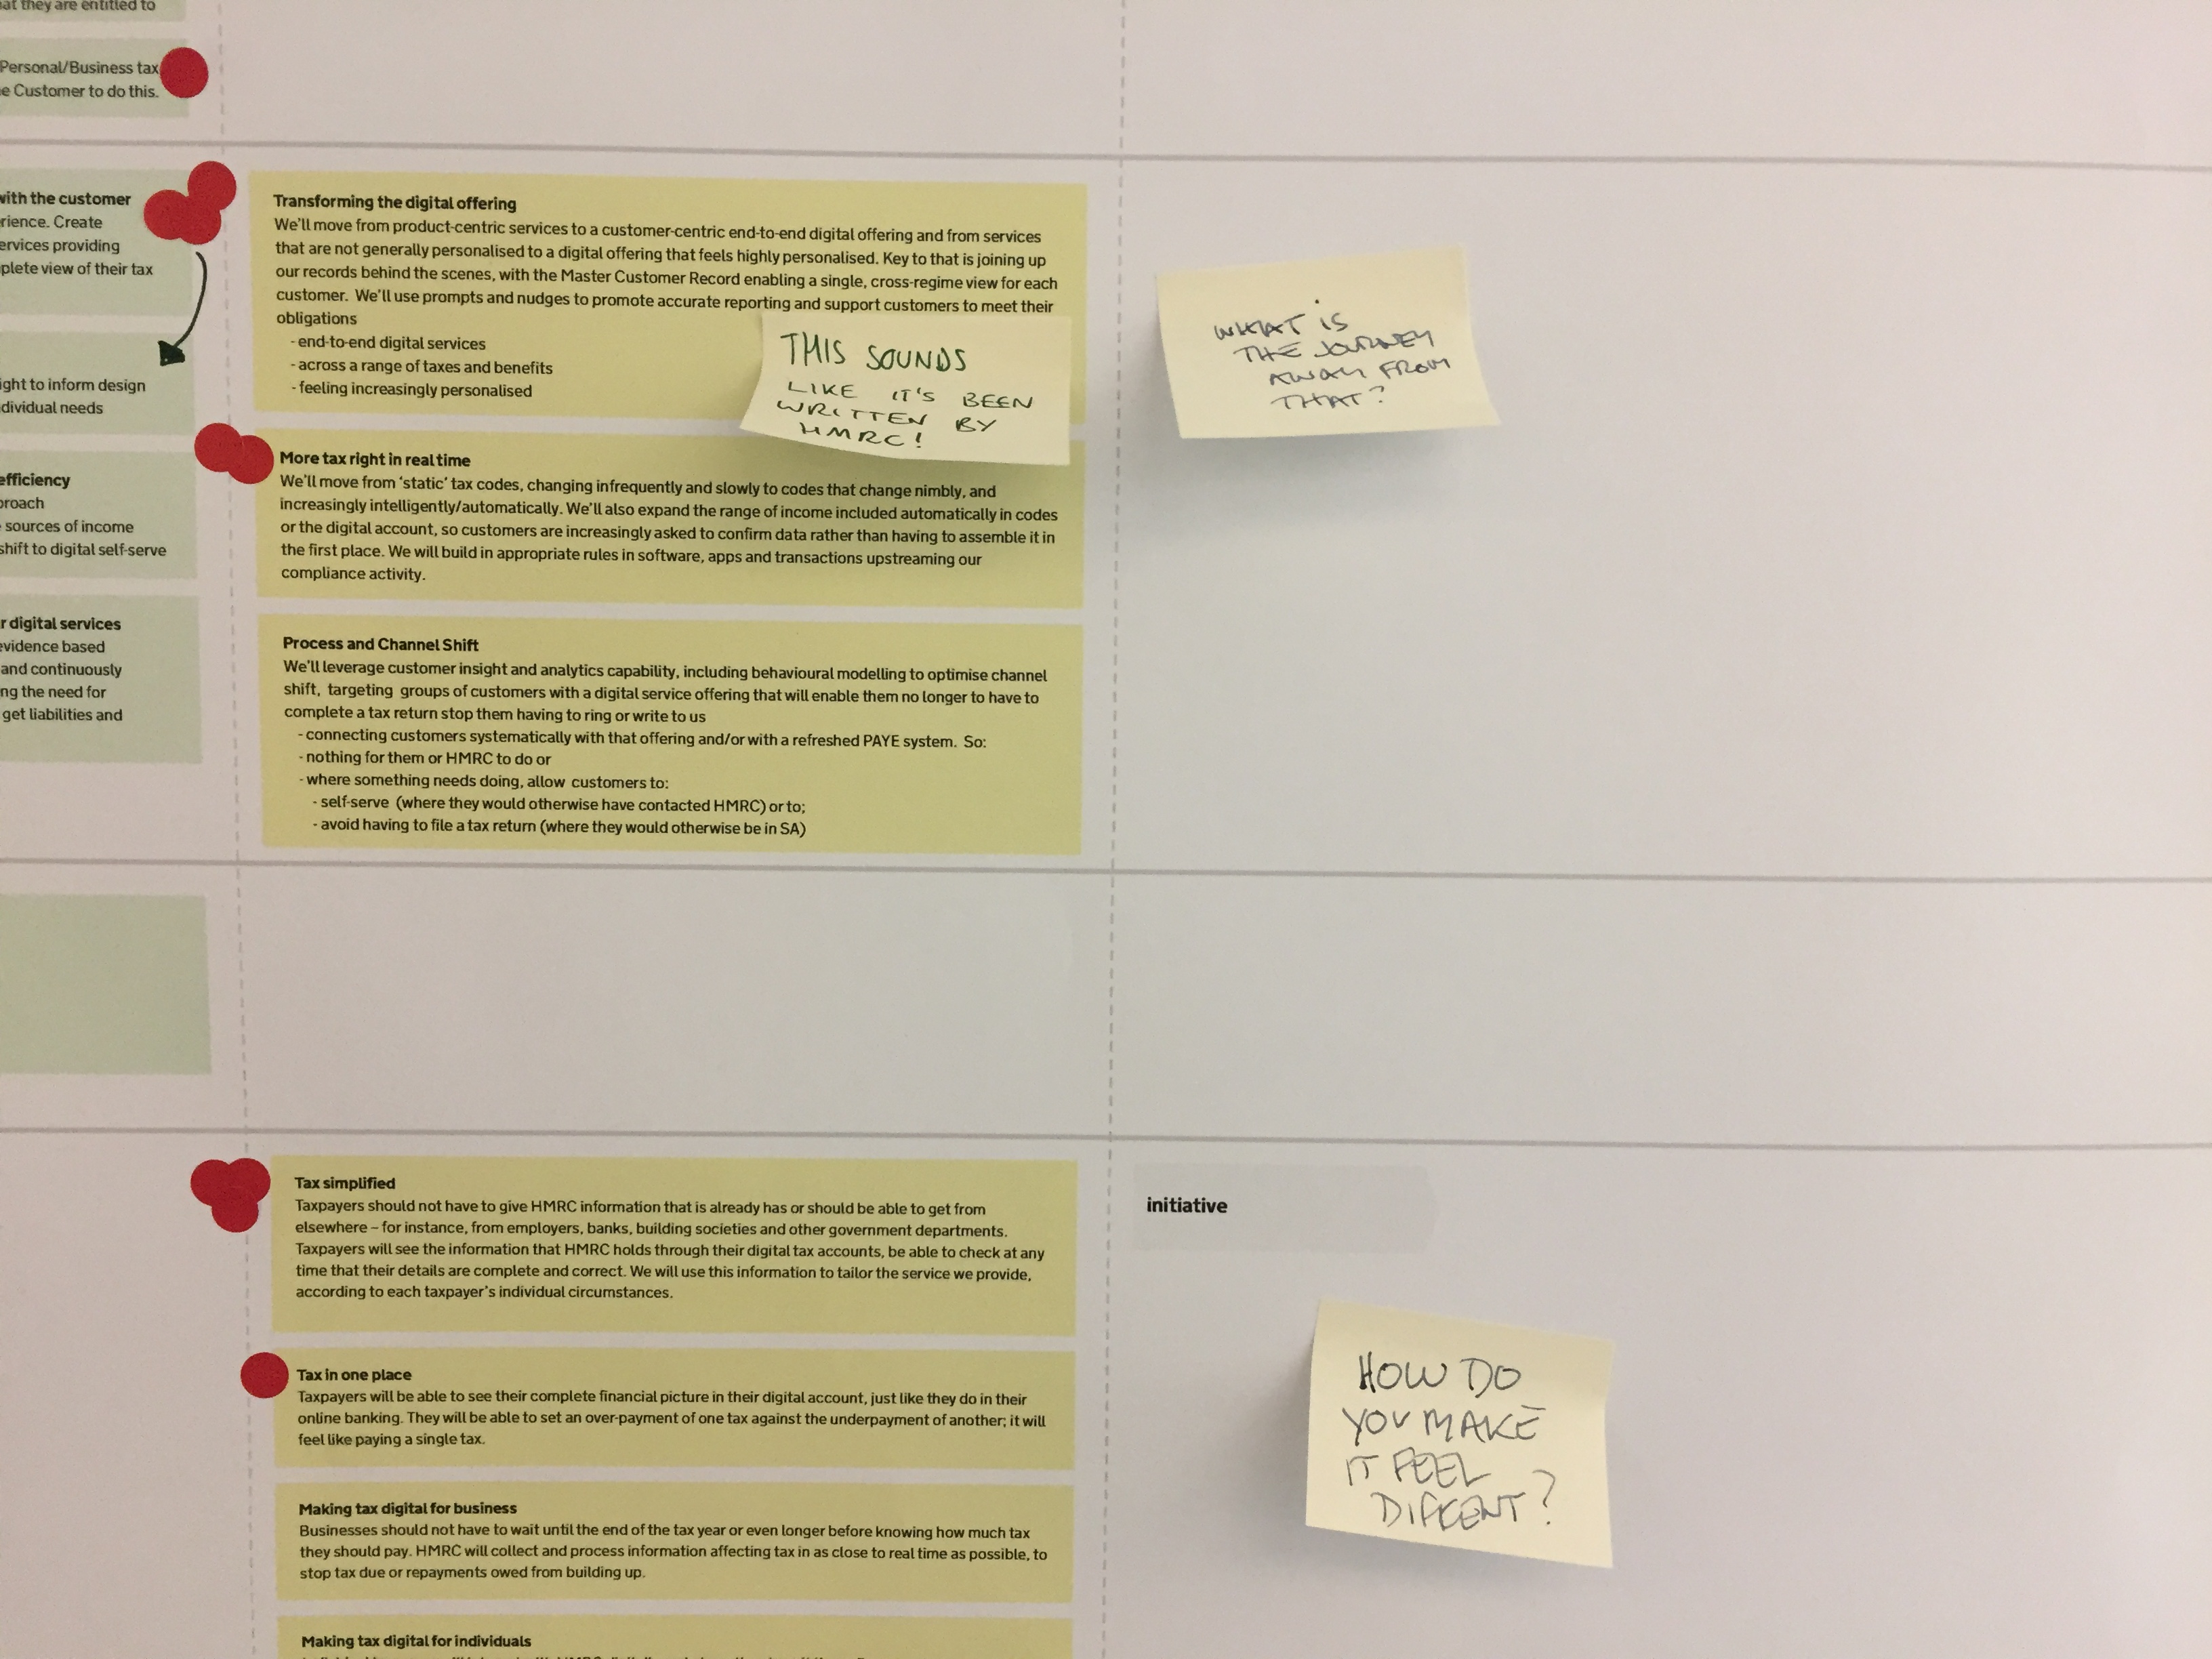 at they are entitled to
Personal/Business tax
e Customer to do this.
with the customer
rience. Create
ervices providing
plete view of their tax
ight to inform design
dividual needs
efficiency
proach
sources of income
shift to digital self-serve
r digital services
evidence based
and continuously
ng the need for
get liabilities and
Transforming the digital offering
We'll move from product-centric services to a customer-centric end-to-end digital offering and from services
that are not generally personalised to a digital offering that feels highly personalised. Key to that is joining up
our records behind the scenes, with the Master Customer Record enabling a single, cross-regime view for each
customer. We'll use prompts and nudges to promote accurate reporting and support customers to meet their
obligations
- end-to-end digital services
- across a range of taxes and benefits
- feeling increasingly personalised
THIS SOUNDS
LIKE IT'S BEEN
WRITTEN BY
HMRC!
WHAT IS
THE JOURNEY
AWAY FROM
THAT?
More tax right in real time
We'll move from 'static' tax codes, changing infrequently and slowly to codes that change nimbly, and
increasingly intelligently/automatically. We'll also expand the range of income included automatically in codes
or the digital account, so customers are increasingly asked to confirm data rather than having to assemble it in
the first place. We will build in appropriate rules in software, apps and transactions upstreaming our
compliance activity.
Process and Channel Shift
We'll leverage customer insight and analytics capability, including behavioural modelling to optimise channel
shift, targeting groups of customers with a digital service offering that will enable them no longer to have to
complete a tax return stop them having to ring or write to us
- connecting customers systematically with that offering and/or with a refreshed PAYE system. So:
- nothing for them or HMRC to do or
- where something needs doing, allow customers to:
- self-serve (where they would otherwise have contacted HMRC) or to;
- avoid having to file a tax return (where they would otherwise be in SA)
Tax simplified
Taxpayers should not have to give HMRC information that is already has or should be able to get from
elsewhere – for instance, from employers, banks, building societies and other government departments.
Taxpayers will see the information that HMRC holds through their digital tax accounts, be able to check at any
time that their details are complete and correct. We will use this information to tailor the service we provide,
according to each taxpayer's individual circumstances.
initiative
Tax in one place
Taxpayers will be able to see their complete financial picture in their digital account, just like they do in their
online banking. They will be able to set an over-payment of one tax against the underpayment of another; it will
feel like paying a single tax.
HOW DO
YOU MAKE
IT FEEL
DIFFERENT?
Making tax digital for business
Businesses should not have to wait until the end of the tax year or even longer before knowing how much tax
they should pay. HMRC will collect and process information affecting tax in as close to real time as possible, to
stop tax due or repayments owed from building up.
Making tax digital for individuals